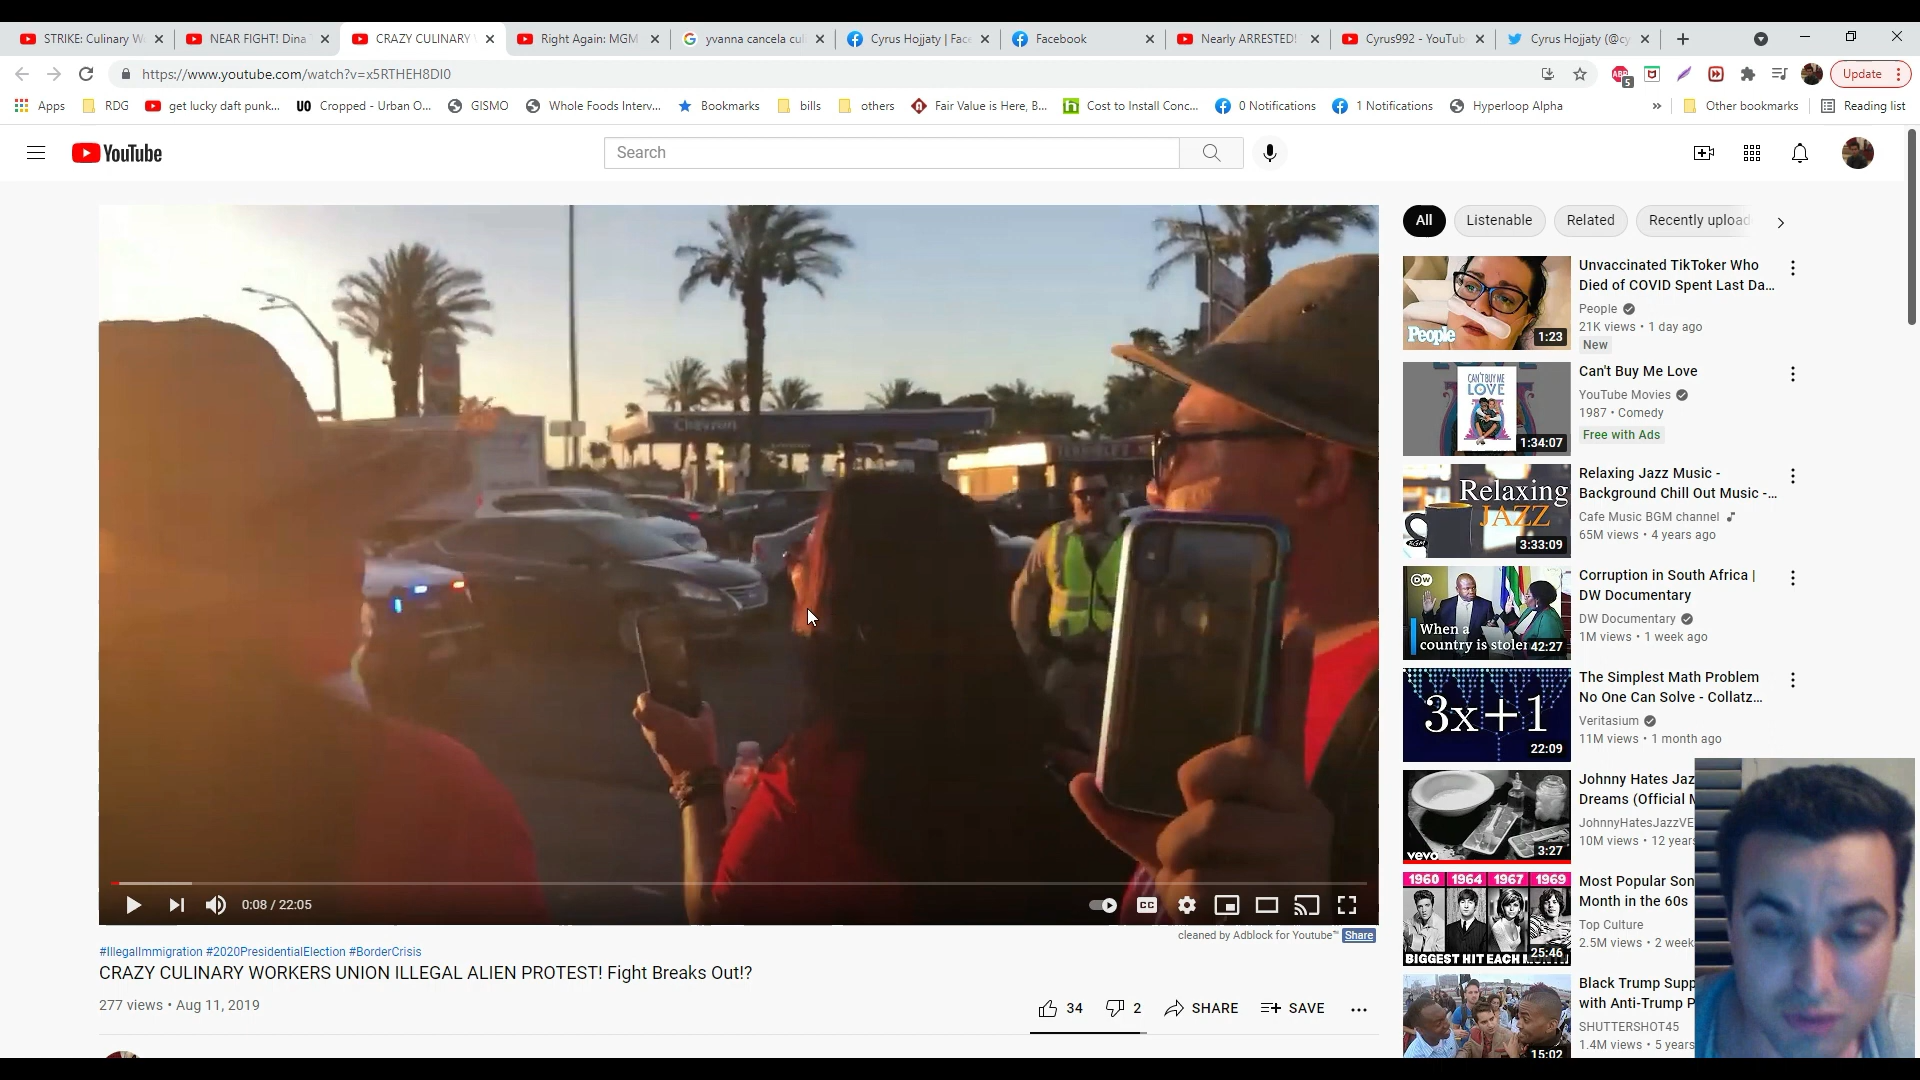 STRIKE: Culinary W
NEAR FIGHT! Dina
CRAZY CULINARY
Right Again: MGM
yvanna cancela culi
Cyrus Hojjaty | Face
Facebook
Nearly ARRESTED!
Cyrus992 - YouTub
Cyrus Hojjaty (@cy
https://www.youtube.com/watch?v=x5RTHEH8DI0
5
Update
Apps
RDG
get lucky daft punk...
UO
Cropped - Urban O...
GISMO
Whole Foods Interv...
Bookmarks
bills
others
Fair Value is Here, B...
Cost to Install Conc...
0 Notifications
1 Notifications
Hyperloop Alpha
»
Other bookmarks
Reading list
YouTube
Search
All
Listenable
Related
Recently upload
Chevron
0:08 / 22:05
CC
cleaned by Adblock for Youtube™ Share
#IllegalImmigration #2020PresidentialElection #BorderCrisis
CRAZY CULINARY WORKERS UNION ILLEGAL ALIEN PROTEST! Fight Breaks Out!?
277 views • Aug 11, 2019
34
2
SHARE
SAVE
People
1:23
Unvaccinated TikToker Who
Died of COVID Spent Last Da...
People
21K views • 1 day ago
New
CAN'T BUY ME
LOVE
1:34:07
Can't Buy Me Love
YouTube Movies
1987 • Comedy
Free with Ads
Relaxing
JAZZ
BGM
3:33:09
Relaxing Jazz Music -
Background Chill Out Music -...
Cafe Music BGM channel
65M views • 4 years ago
DW
When a
country is stolen
42:27
Corruption in South Africa |
DW Documentary
DW Documentary
1M views • 1 week ago
3x+1
22:09
The Simplest Math Problem
No One Can Solve - Collatz...
Veritasium
11M views • 1 month ago
vevo
3:27
Johnny Hates Jaz
Dreams (Official M
JohnnyHatesJazzVE
10M views • 12 years
1960 1964 1967 1969
BIGGEST HIT EACH
25:46
Most Popular Son
Month in the 60s
Top Culture
2.5M views • 2 week
15:02
Black Trump Supp
with Anti-Trump P
SHUTTERSHOT45
1.4M views • 5 years